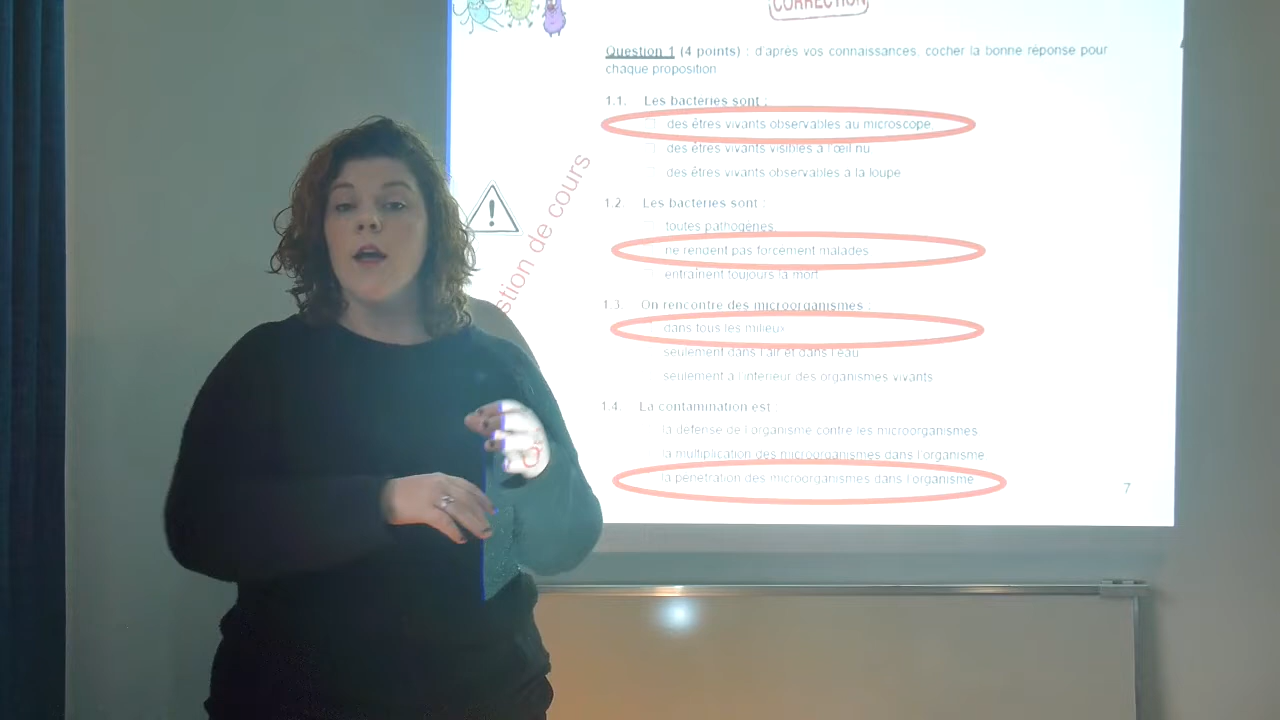 CORRECTION
Question 1 (4 points) : d'après vos connaissances, cocher la bonne réponse pour
chaque proposition
1.1. Les bactéries sont :
des êtres vivants observables au microscope.
des êtres vivants visibles à l'œil nu
des êtres vivants observables à la loupe
1.2. Les bactéries sont :
toutes pathogènes.
ne rendent pas forcément malades
entraînent toujours la mort
1.3. On rencontre des microorganismes :
dans tous les milieux
seulement dans l'air et dans l'eau
seulement à l'intérieur des organismes vivants
1.4. La contamination est :
la défense de l'organisme contre les microorganismes
la multiplication des microorganismes dans l'organisme
la pénétration des microorganismes dans l'organisme
stion de cours
7